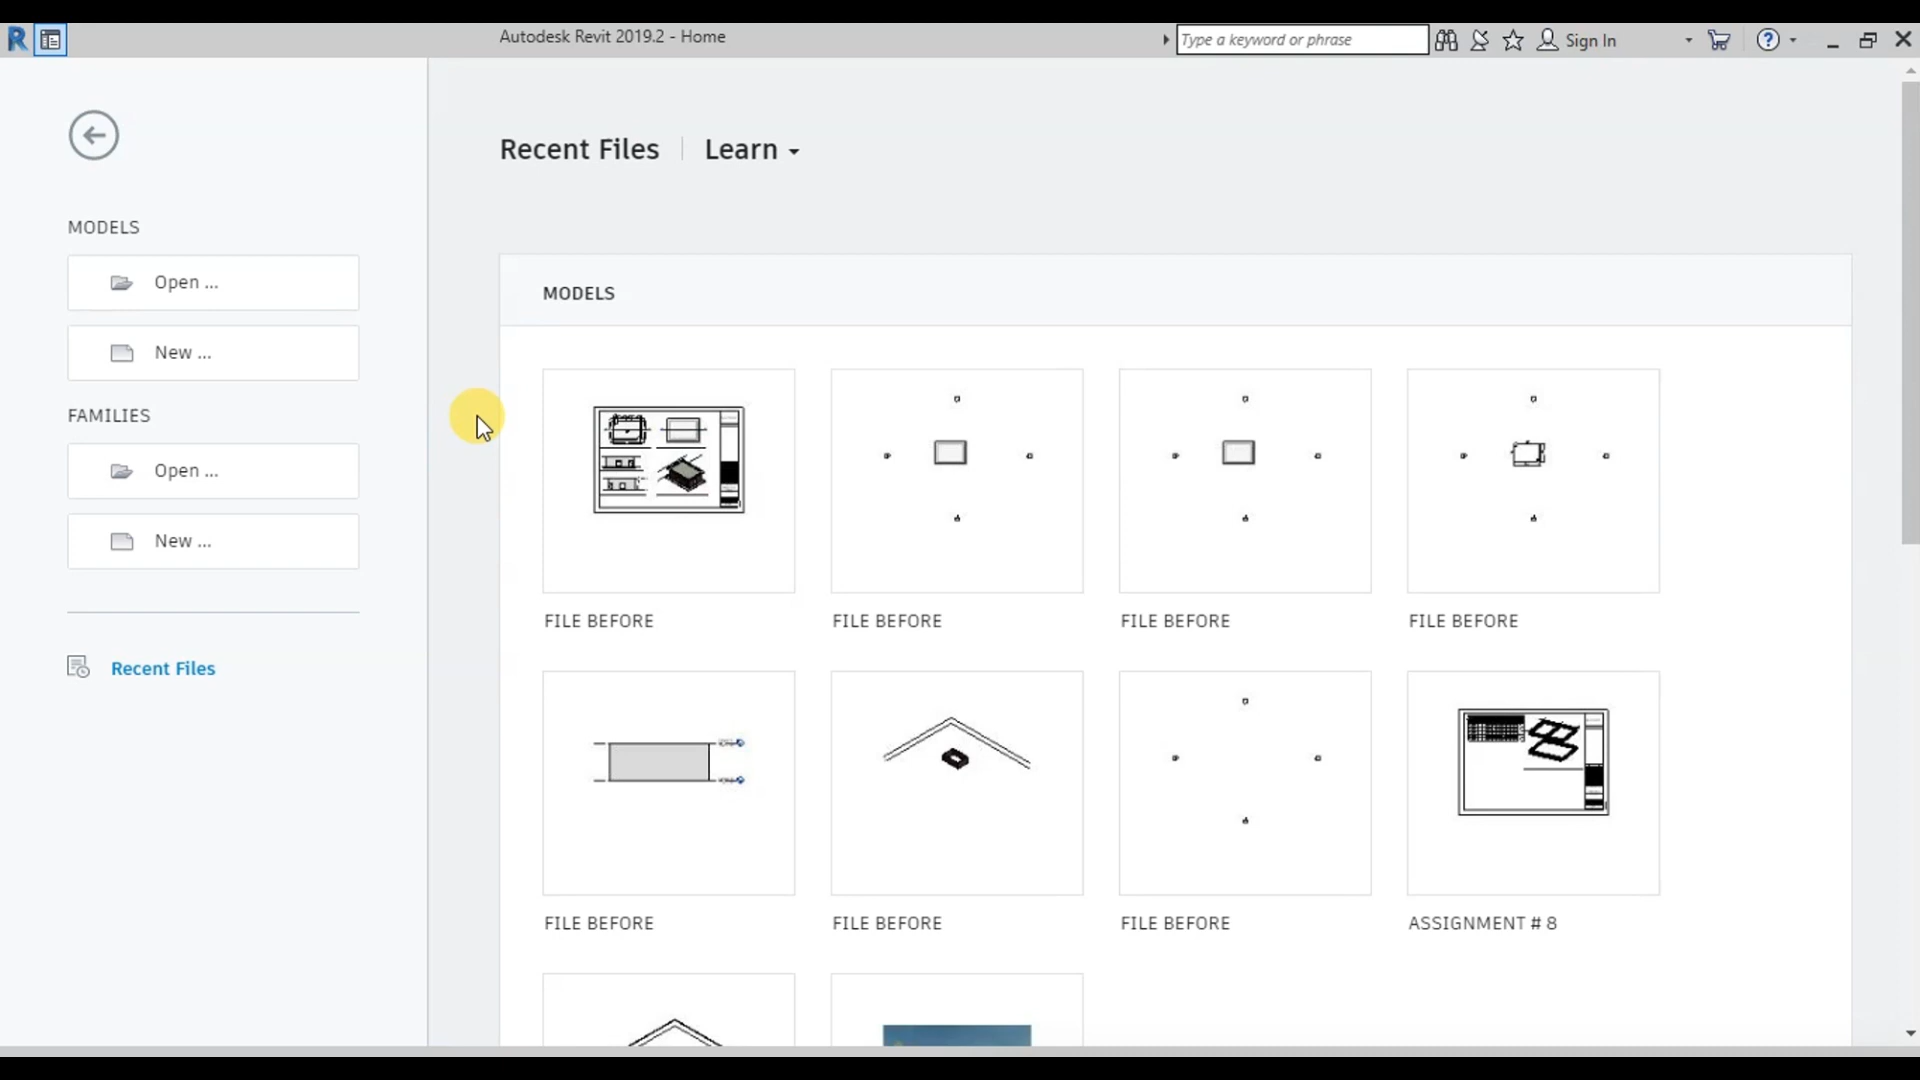 Autodesk Revit 2019.2 - Home
Type a keyword or phrase
Sign In
Recent Files
Learn
MODELS
Open ...
New ...
FAMILIES
Open ...
New ...
Recent Files
MODELS
FILE BEFORE
FILE BEFORE
FILE BEFORE
FILE BEFORE
FILE BEFORE
FILE BEFORE
FILE BEFORE
ASSIGNMENT # 8